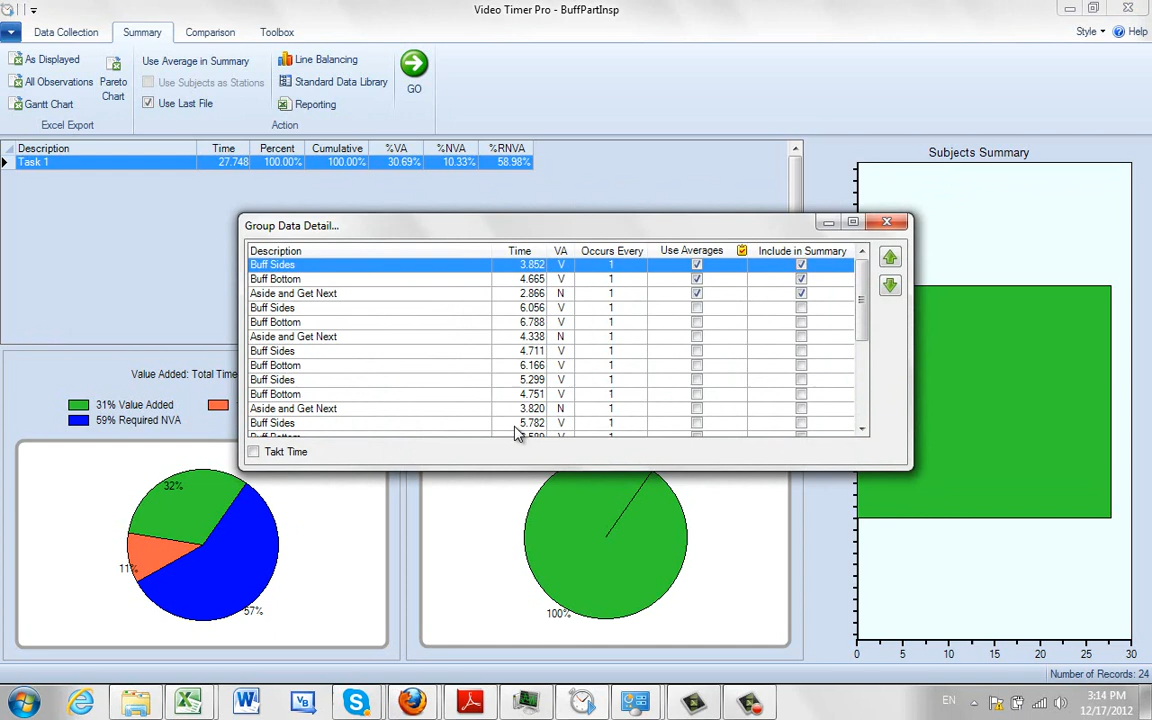 Video Timer Pro - BuffPartInsp
Data Collection Summary Comparison Toolbox Style Help
As Displayed
All Observations
Gantt Chart
Pareto Chart
Excel Export
Use Average in Summary
Use Subjects as Stations
Use Last File
Line Balancing
Standard Data Library
Reporting
GO
Action
Description Time Percent Cumulative %VA %NVA %RNVA
Task 1 27.748 100.00% 100.00% 30.69% 10.33% 58.98%
Subjects Summary
Group Data Detail...
Description Time VA Occurs Every Use Averages Include in Summary
Buff Sides 3.852 V 1
Buff Bottom 4.665 V 1
Aside and Get Next 2.866 N 1
Buff Sides 6.056 V 1
Buff Bottom 6.788 V 1
Aside and Get Next 4.338 N 1
Buff Sides 4.711 V 1
Buff Bottom 6.166 V 1
Buff Sides 5.299 V 1
Buff Bottom 4.751 V 1
Aside and Get Next 3.820 N 1
Buff Sides 5.782 V 1
Takt Time
Value Added: Total Time
31% Value Added
59% Required NVA
32%
11%
57%
100%
0 5 10 15 20 25 30
Number of Records: 24
EN
3:14 PM
12/17/2012